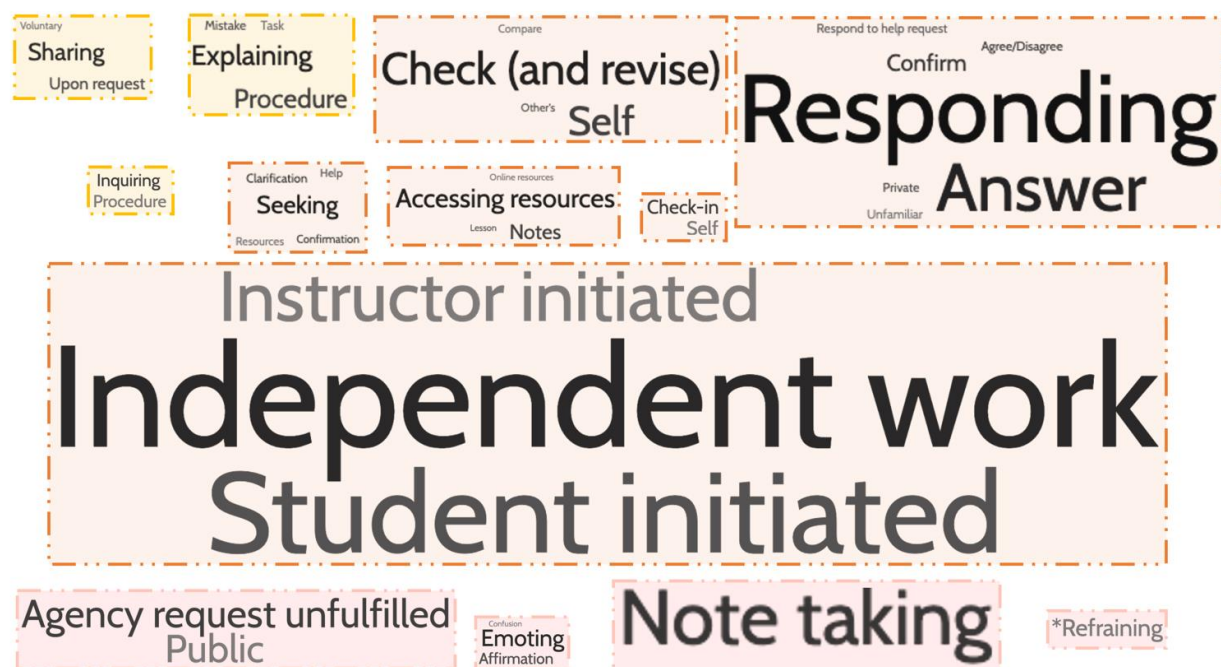 Voluntary
Sharing
Upon request
Mistake Task
Explaining
Procedure
Compare
Check (and revise)
Other's Self
Respond to help request
Agree/Disagree
Confirm
Responding
Private Answer
Unfamiliar
Inquiring
Procedure
Clarification Help
Seeking
Resources Confirmation
Online resources
Accessing resources
Lesson Notes
Check-in
Self
Instructor initiated
Independent work
Student initiated
Agency request unfulfilled
Public
Confusion
Emoting
Affirmation
Note taking
*Refraining